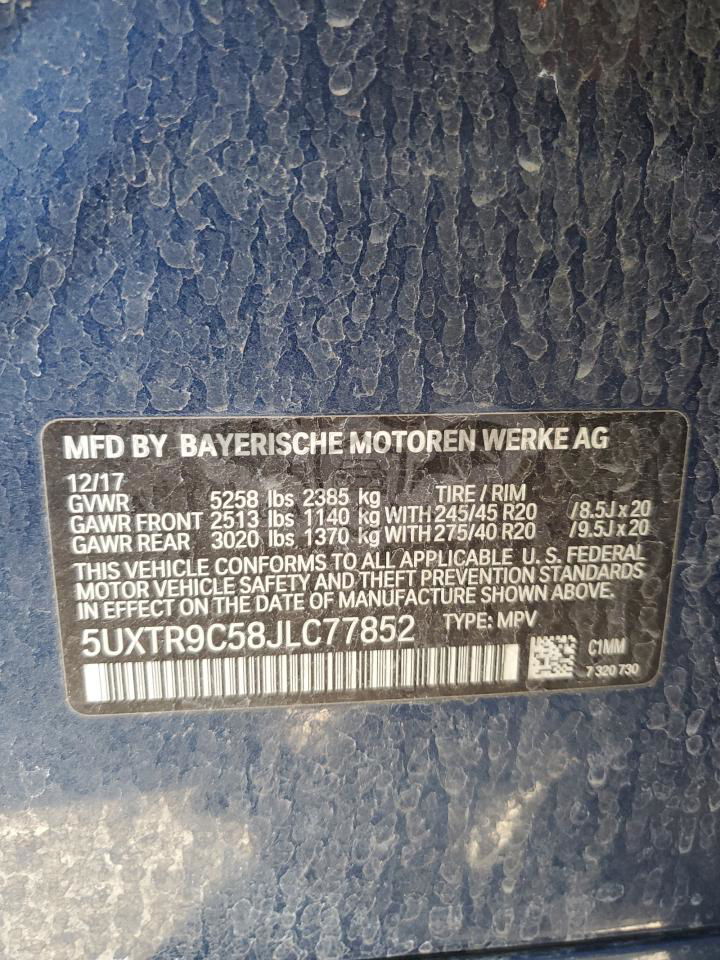 MFD BY BAYERISCHE MOTOREN WERKE AG
12/17
GVWR 5258 lbs 2385 kg TIRE / RIM
GAWR FRONT 2513 lbs 1140 kg WITH 245/45 R20 /8.5J x 20
GAWR REAR 3020 lbs 1370 kg WITH 275/40 R20 /9.5J x 20
THIS VEHICLE CONFORMS TO ALL APPLICABLE U. S. FEDERAL
MOTOR VEHICLE SAFETY AND THEFT PREVENTION STANDARDS
IN EFFECT ON THE DATE OF MANUFACTURE SHOWN ABOVE.
5UXTR9C58JLC77852 TYPE: MPV
C1MM
7 320 730